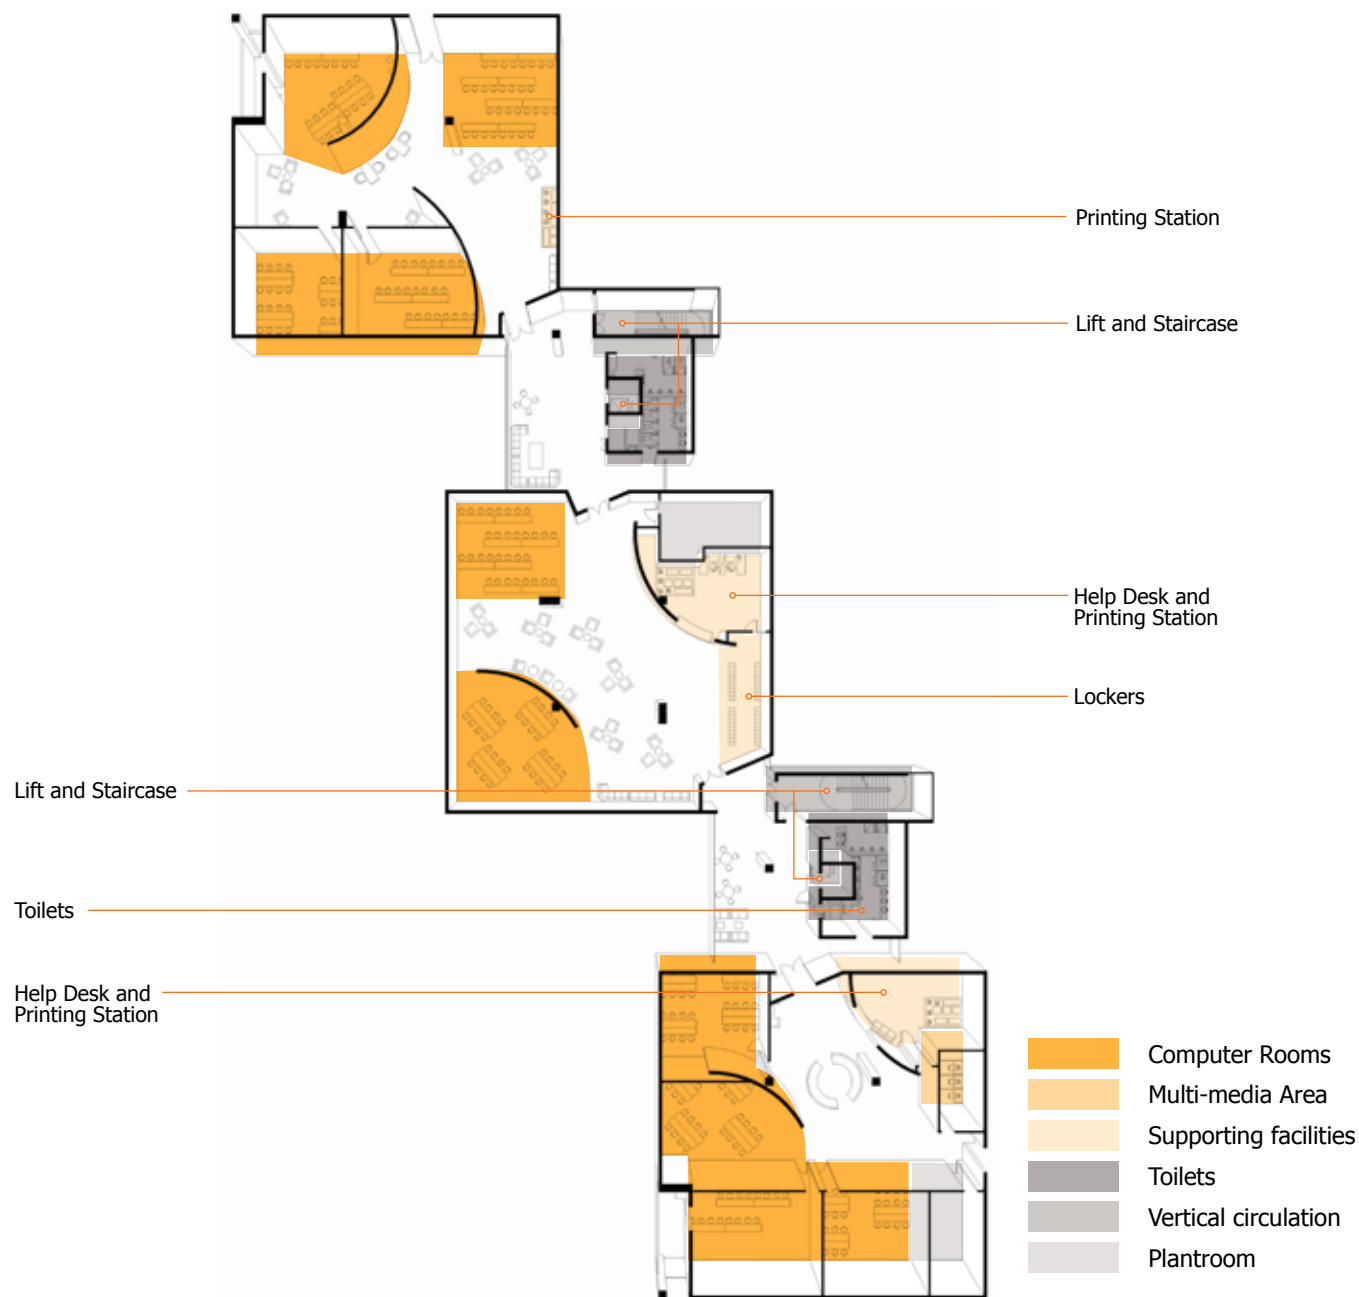 Printing Station
Lift and Staircase
Help Desk and
Printing Station
Lockers
Lift and Staircase
Toilets
Help Desk and
Printing Station
Computer Rooms
Multi-media Area
Supporting facilities
Toilets
Vertical circulation
Plantroom